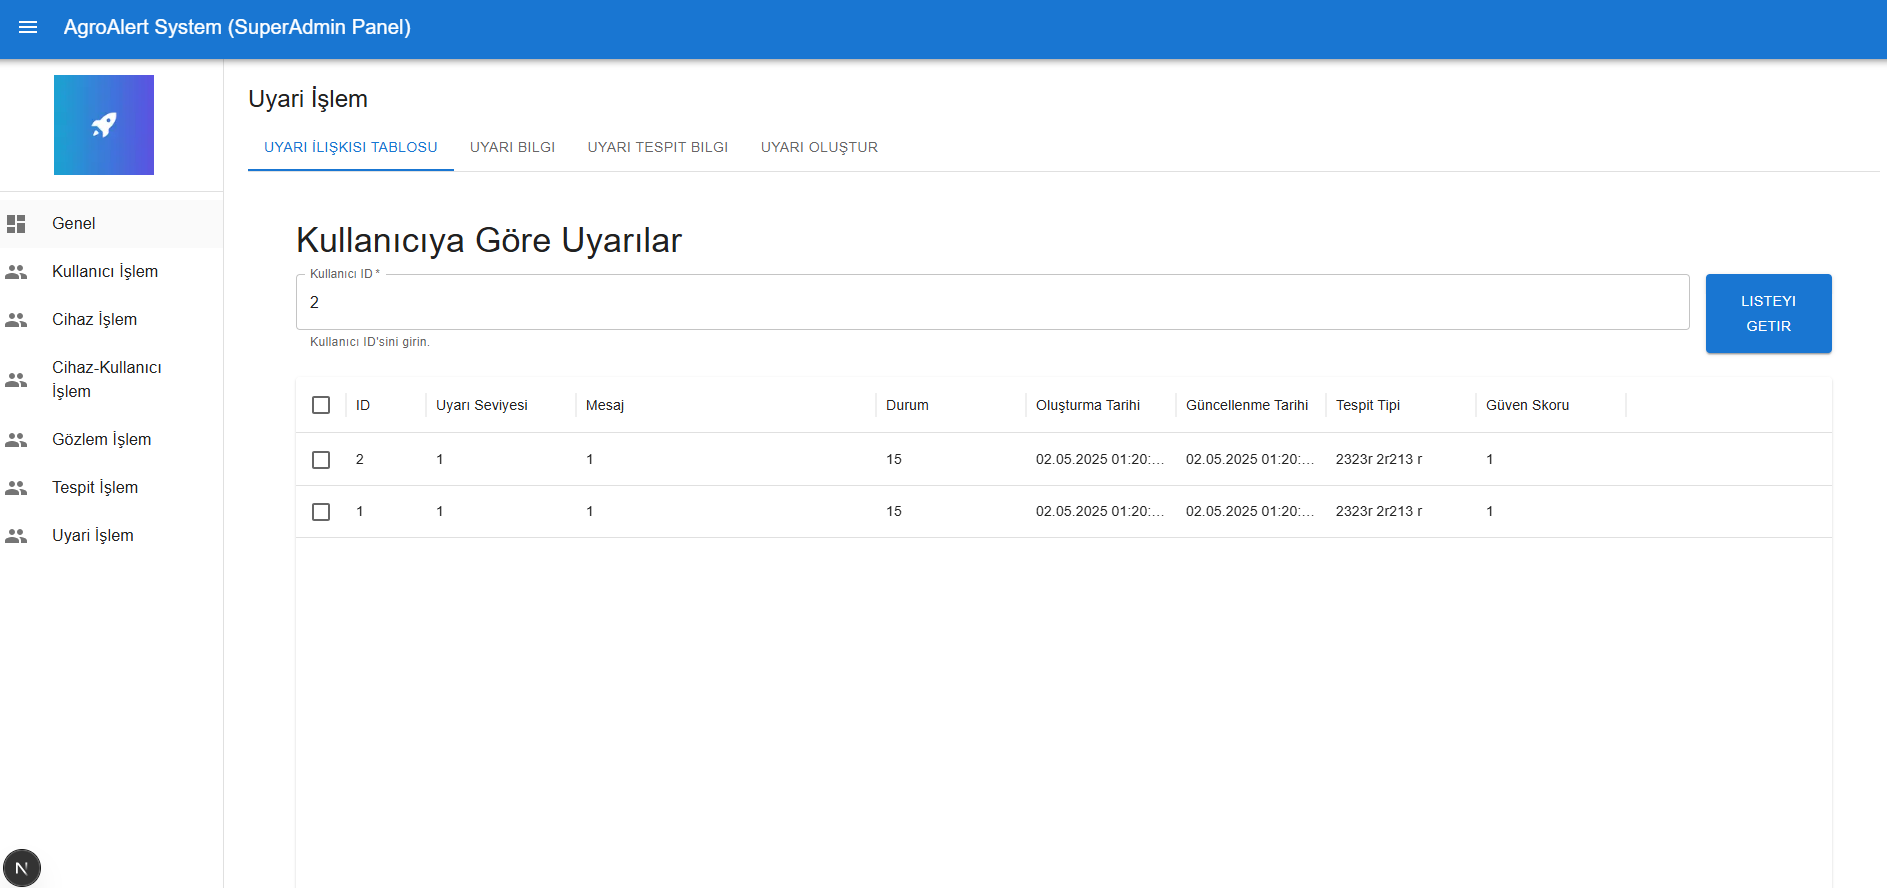 AgroAlert System (SuperAdmin Panel)
Genel
Kullanıcı İşlem
Cihaz İşlem
Cihaz-Kullanıcı
İşlem
Gözlem İşlem
Tespit İşlem
Uyari İşlem
N
Uyari İşlem
UYARI İLIŞKISI TABLOSU UYARI BILGI UYARI TESPIT BILGI UYARI OLUŞTUR
Kullanıcıya Göre Uyarılar
Kullanıcı ID *
2
Kullanıcı ID'sini girin.
LISTEYI
GETIR
ID Uyarı Seviyesi Mesaj Durum Oluşturma Tarihi Güncellenme Tarihi Tespit Tipi Güven Skoru
2 1 1 15 02.05.2025 01:20:... 02.05.2025 01:20:... 2323r 2r213 r 1
1 1 1 15 02.05.2025 01:20:... 02.05.2025 01:20:... 2323r 2r213 r 1